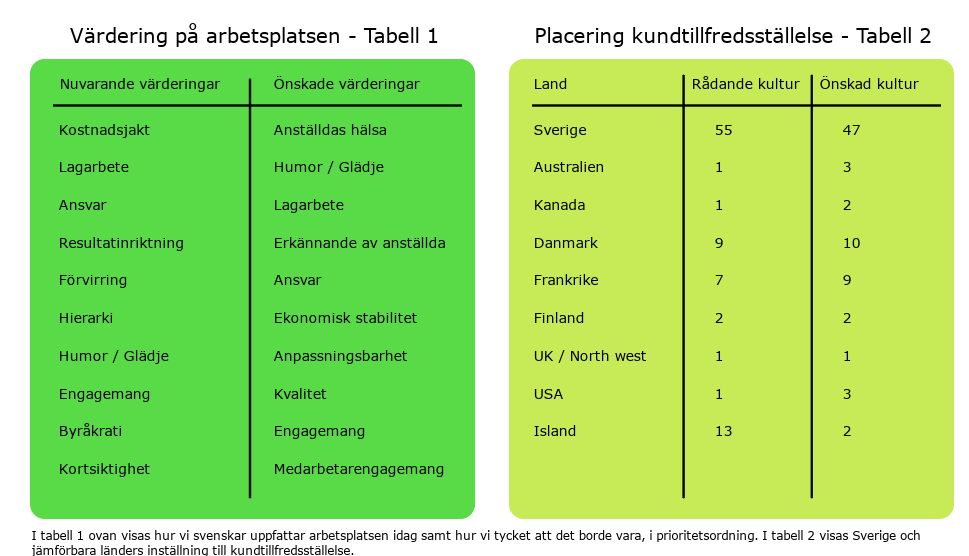 Värdering på arbetsplatsen - Tabell 1
Nuvarande värderingar Önskade värderingar
Kostnadsjakt Anställdas hälsa
Lagarbete Humor / Glädje
Ansvar Lagarbete
Resultatinriktning Erkännande av anställda
Förvirring Ansvar
Hierarki Ekonomisk stabilitet
Humor / Glädje Anpassningsbarhet
Engagemang Kvalitet
Byråkrati Engagemang
Kortsiktighet Medarbetarengagemang
Placering kundtillfredsställelse - Tabell 2
Land Rådande kultur Önskad kultur
Sverige 55 47
Australien 1 3
Kanada 1 2
Danmark 9 10
Frankrike 7 9
Finland 2 2
UK / North west 1 1
USA 1 3
Island 13 2
I tabell 1 ovan visas hur vi svenskar uppfattar arbetsplatsen idag samt hur vi tycket att det borde vara, i prioritetsordning. I tabell 2 visas Sverige och
jämförbara länders inställning till kundtillfredsställelse.